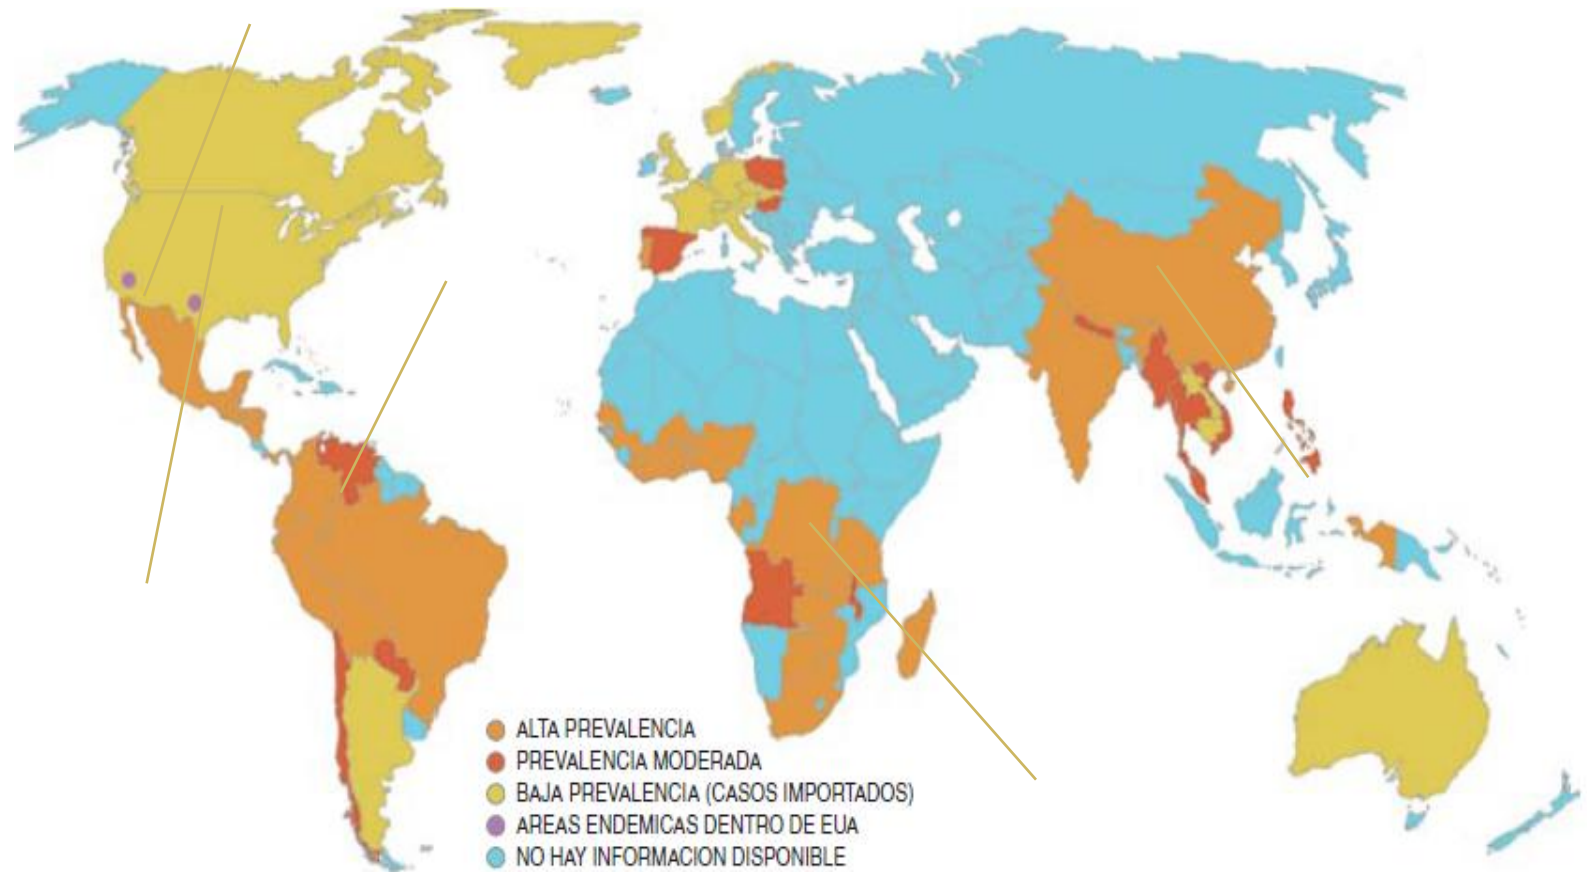 ALTA PREVALENCIA
PREVALENCIA MODERADA
BAJA PREVALENCIA (CASOS IMPORTADOS)
AREAS ENDEMICAS DENTRO DE EUA
NO HAY INFORMACION DISPONIBLE